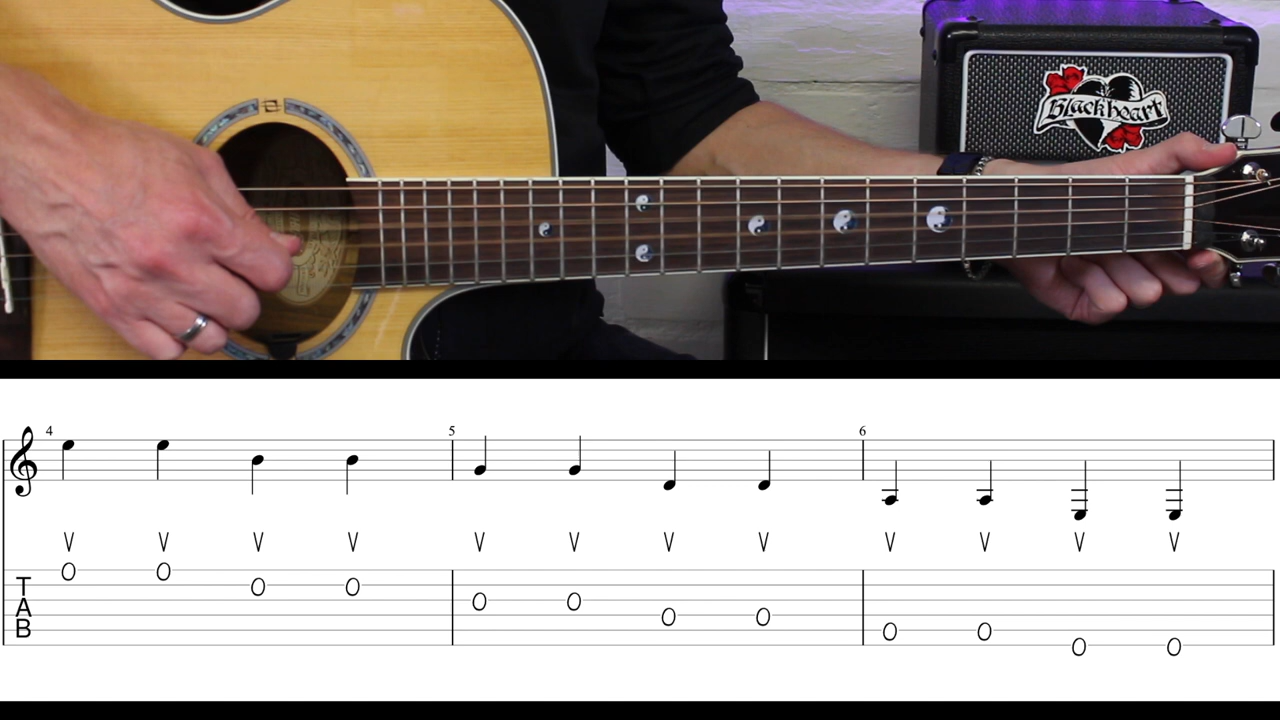 Blackheart
4 5 6
V V V V V V V V V V V V
0 0 0 0 0 0 0 0 0 0 0 0
T
A
B